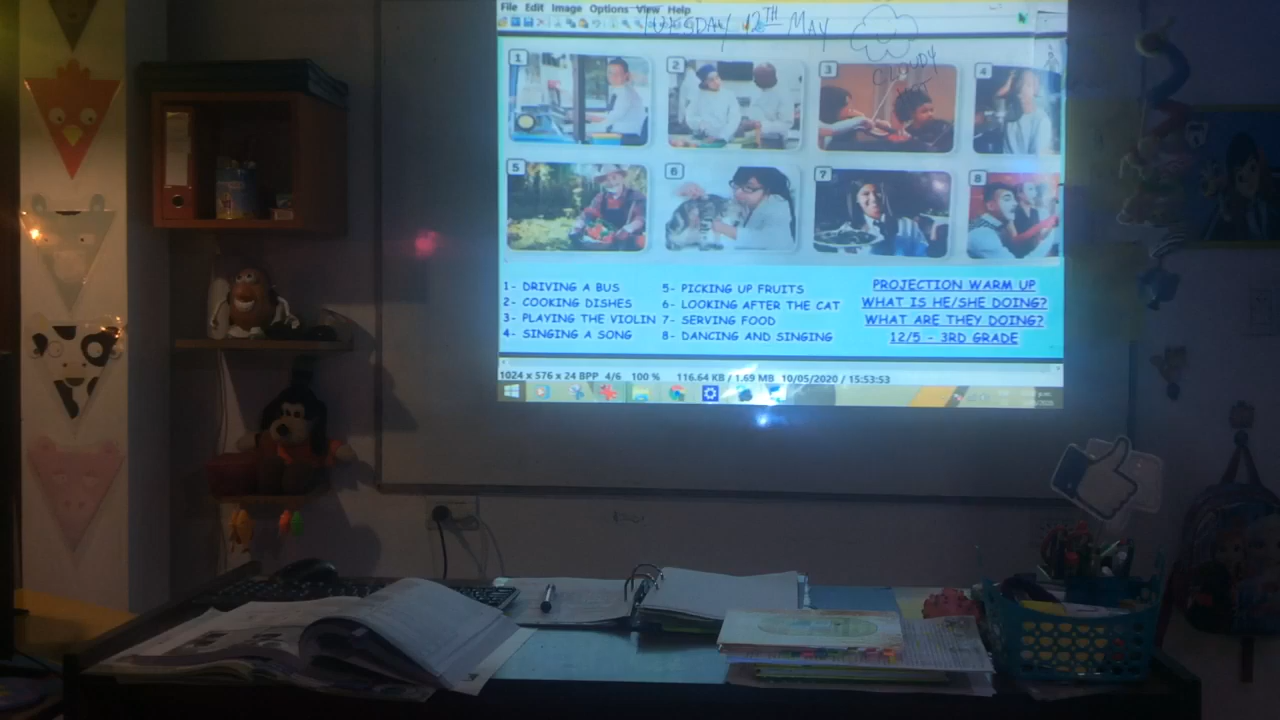 File Edit Image Options View Help
TUESDAY 12TH MAY
CLOUDY
1
2
3
4
5
6
7
8
1- DRIVING A BUS
2- COOKING DISHES
3- PLAYING THE VIOLIN
4- SINGING A SONG
5- PICKING UP FRUITS
6- LOOKING AFTER THE CAT
7- SERVING FOOD
8- DANCING AND SINGING
PROJECTION WARM UP
WHAT IS HE/SHE DOING?
WHAT ARE THEY DOING?
12/5 - 3RD GRADE
1024 x 576 x 24 BPP 4/6 100 % 116.64 KB / 1.69 MB 10/05/2020 / 15:53:53